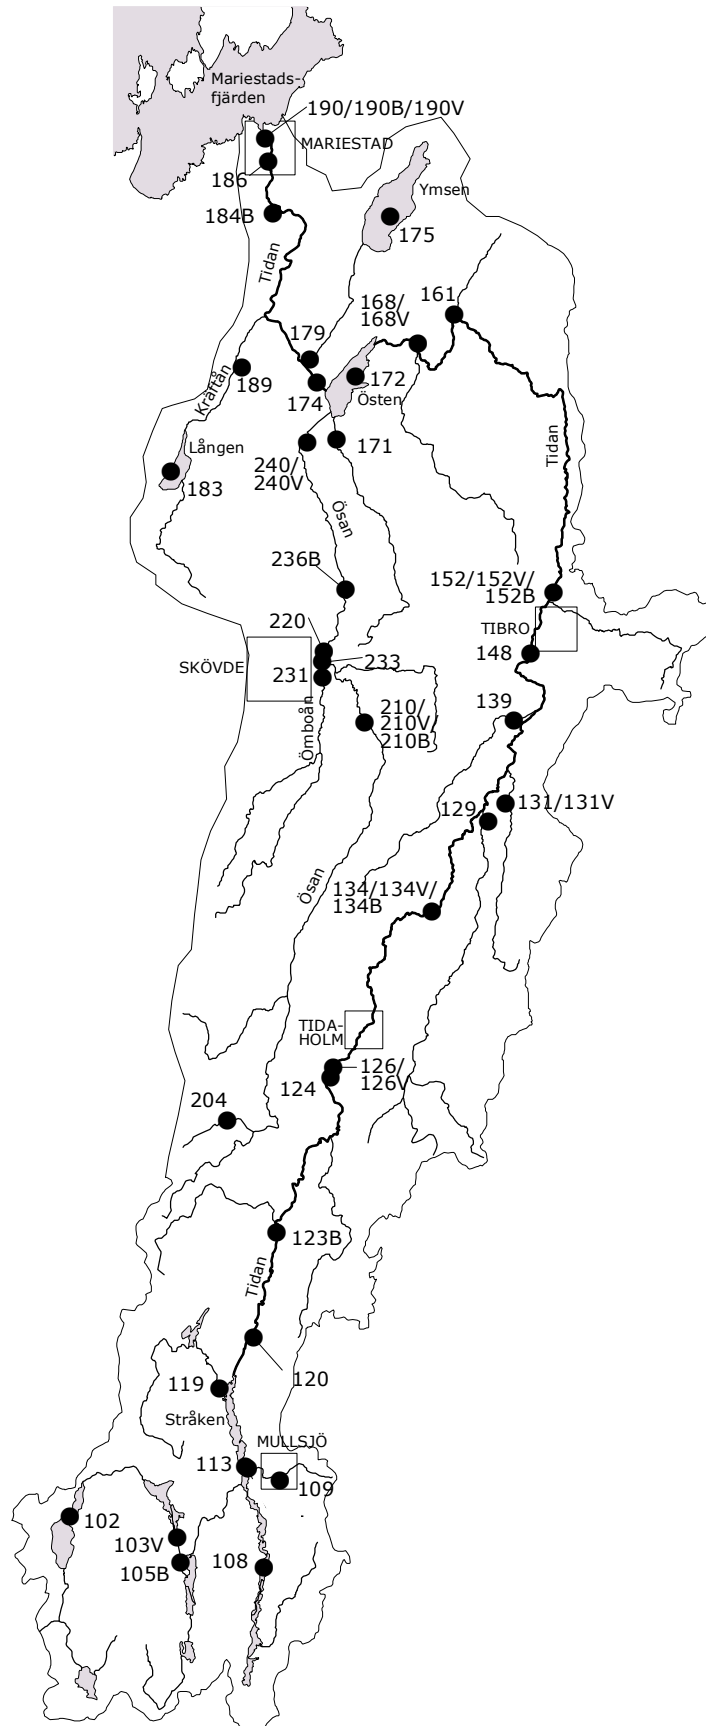 Mariestads-
fjärden
190/190B/190V
MARIESTAD
186
Ymsen
184B
175
Tidan
161
168/
168V
179
189
172
Kräftån
174
Östen
Tidan
Lången
171
183
240/
240V
Ösan
236B
152/152V/
152B
TIBRO
220
148
SKÖVDE
233
231
139
210/
210V/
210B
Ömboån
131/131V
129
Ösan
134/134V/
134B
TIDA-
HOLM
126/
126V
124
204
123B
Tidan
120
119
Stråken
MULLSJÖ
113
109
102
103V
105B
108